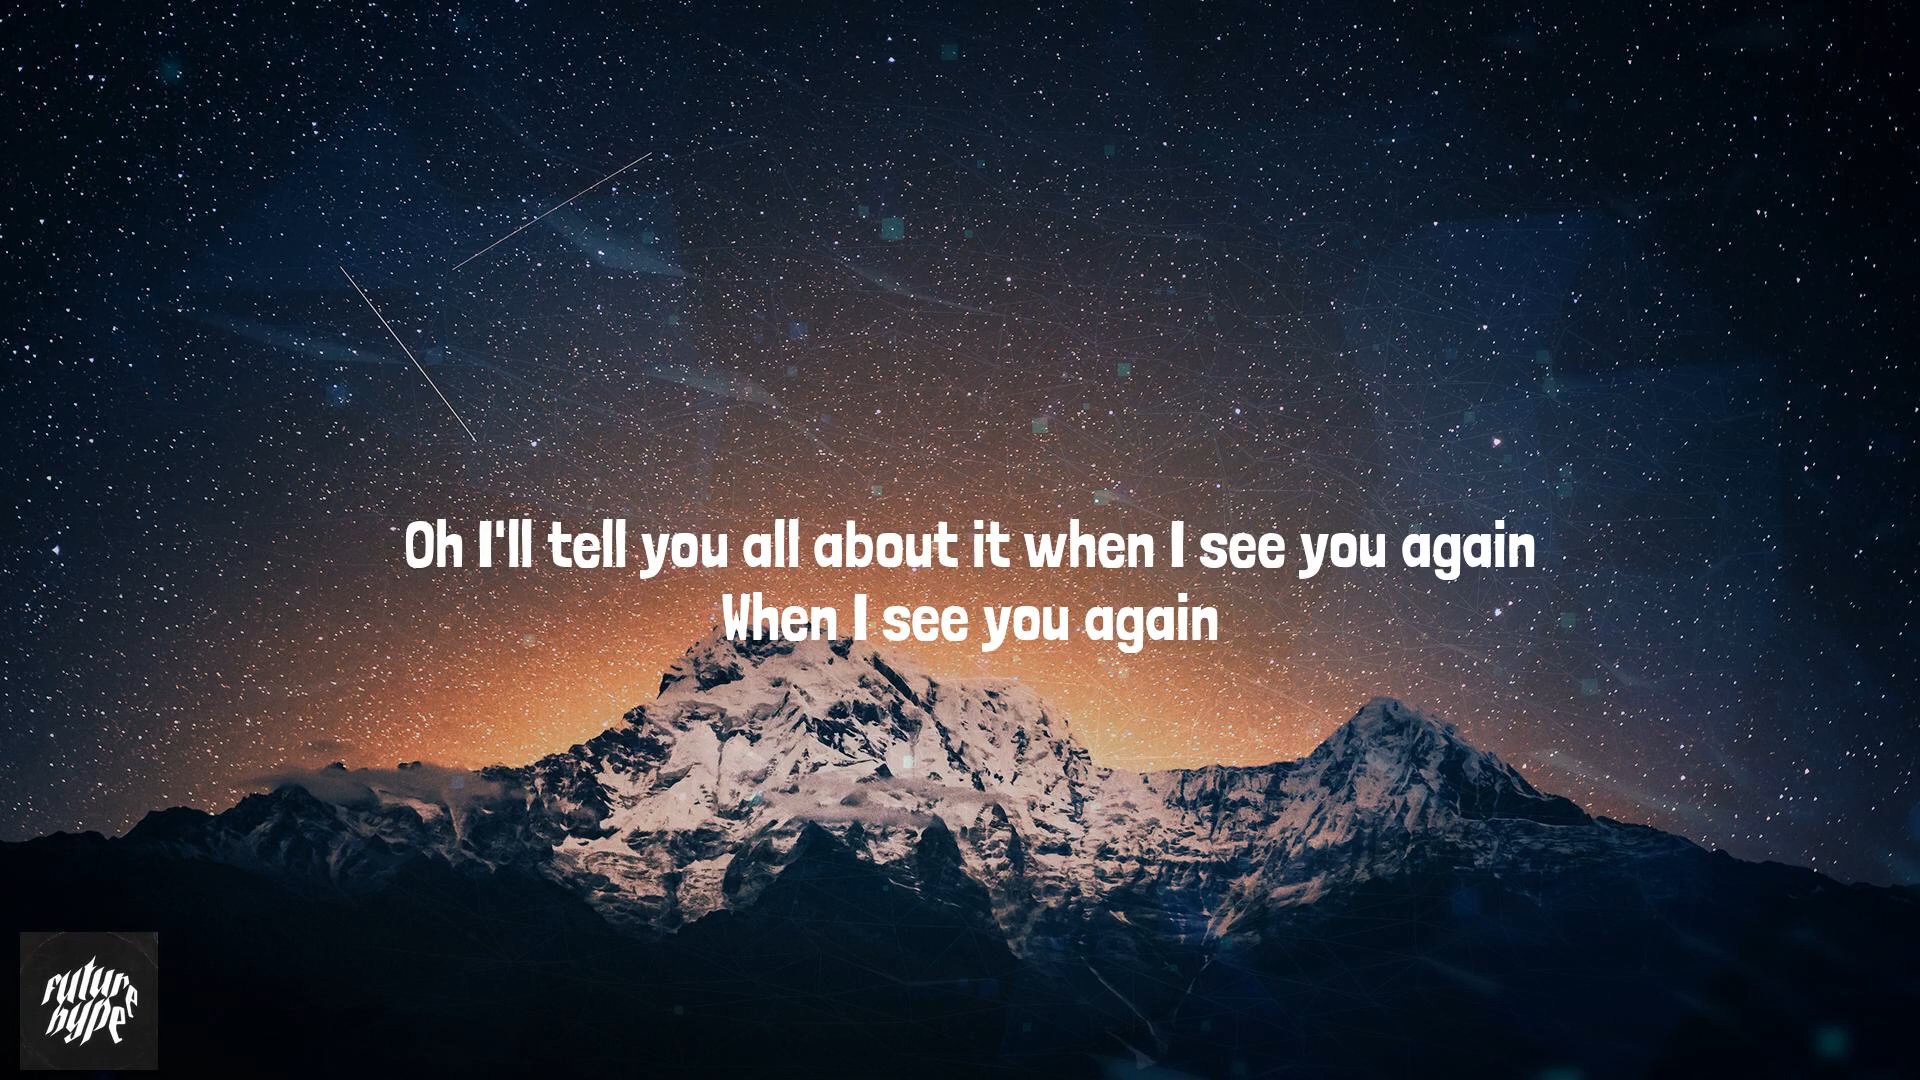 Oh I'll tell you all about it when I see you again
When I see you again
future
hype